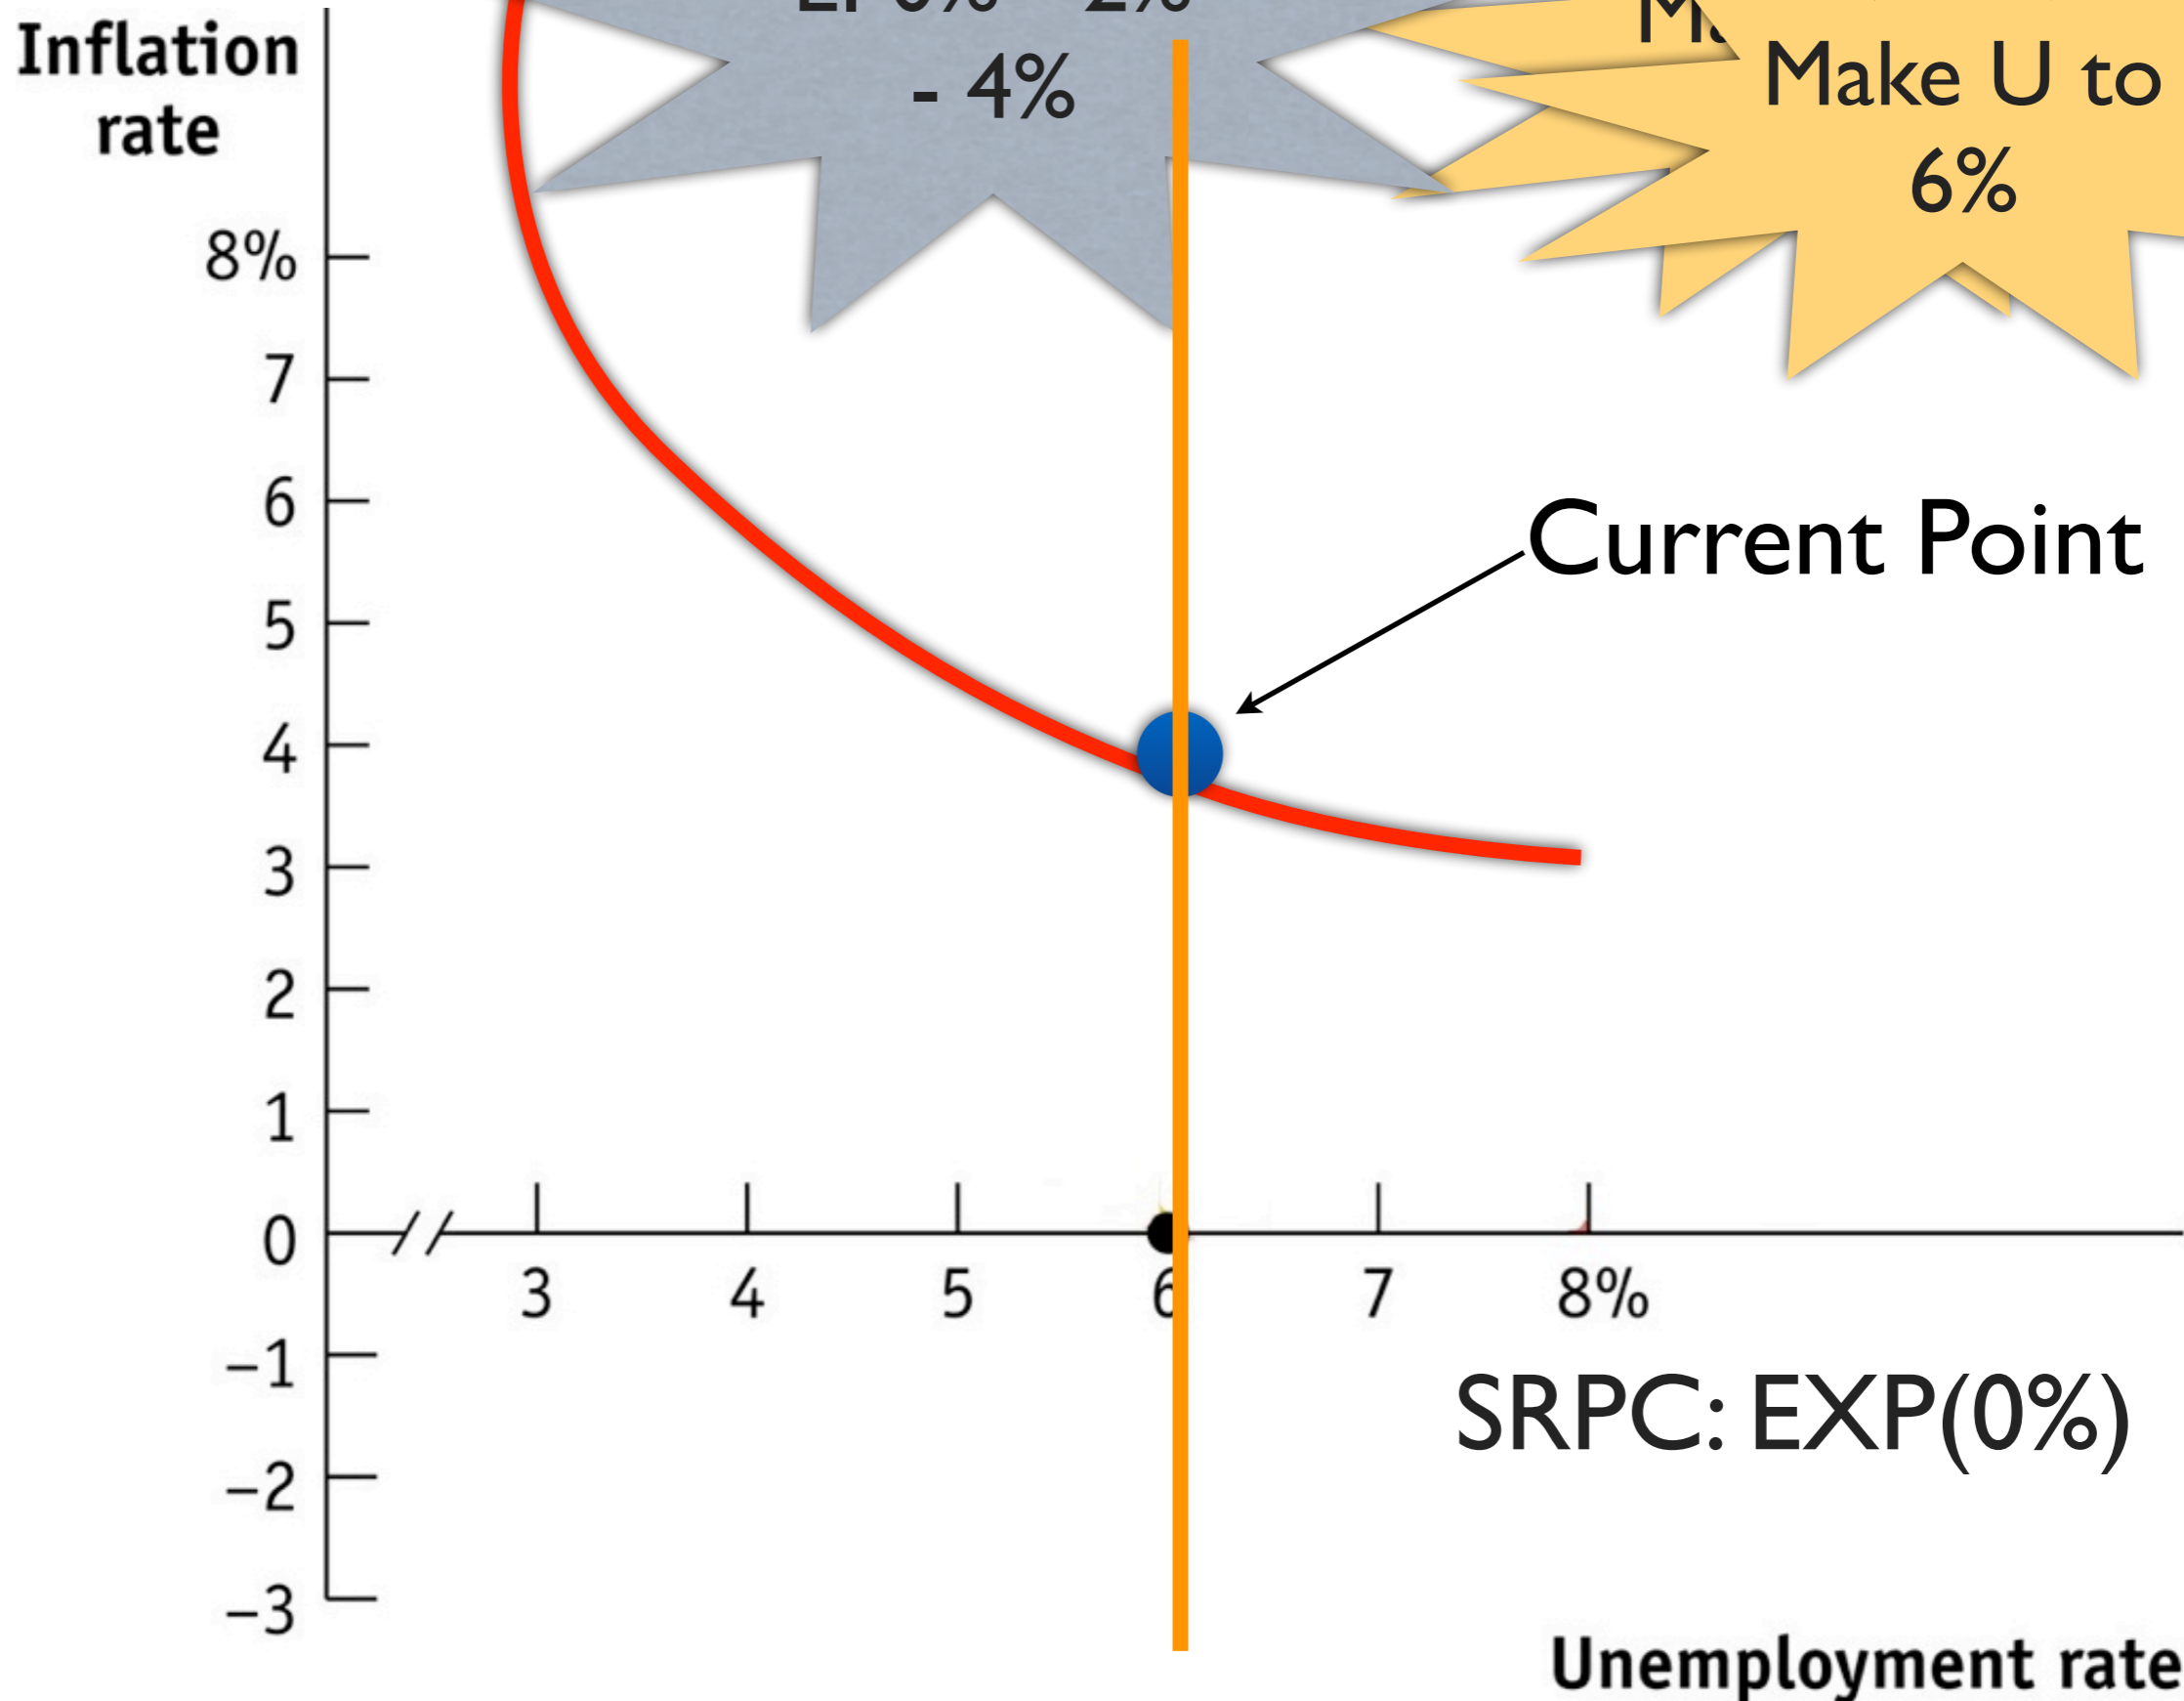 Inflation
rate
- 4%
Make U to
6%
8%
7
6
5
4
3
2
1
0
–1
–2
–3
Current Point
3 4 5 6 7 8%
SRPC: EXP(0%)
Unemployment rate